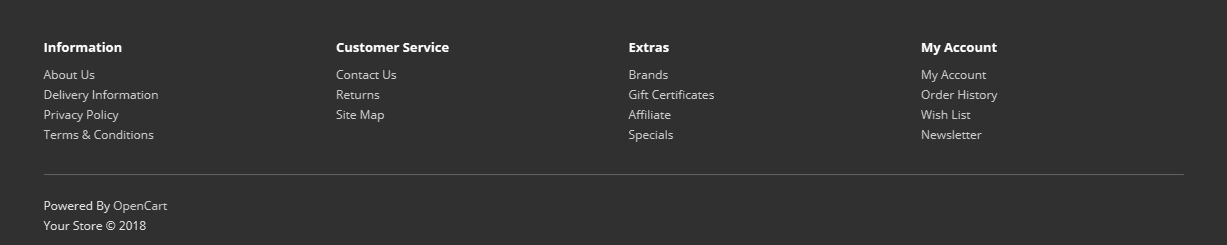 Information
About Us
Delivery Information
Privacy Policy
Terms & Conditions
Customer Service
Contact Us
Returns
Site Map
Extras
Brands
Gift Certificates
Affiliate
Specials
My Account
My Account
Order History
Wish List
Newsletter
Powered By OpenCart
Your Store © 2018